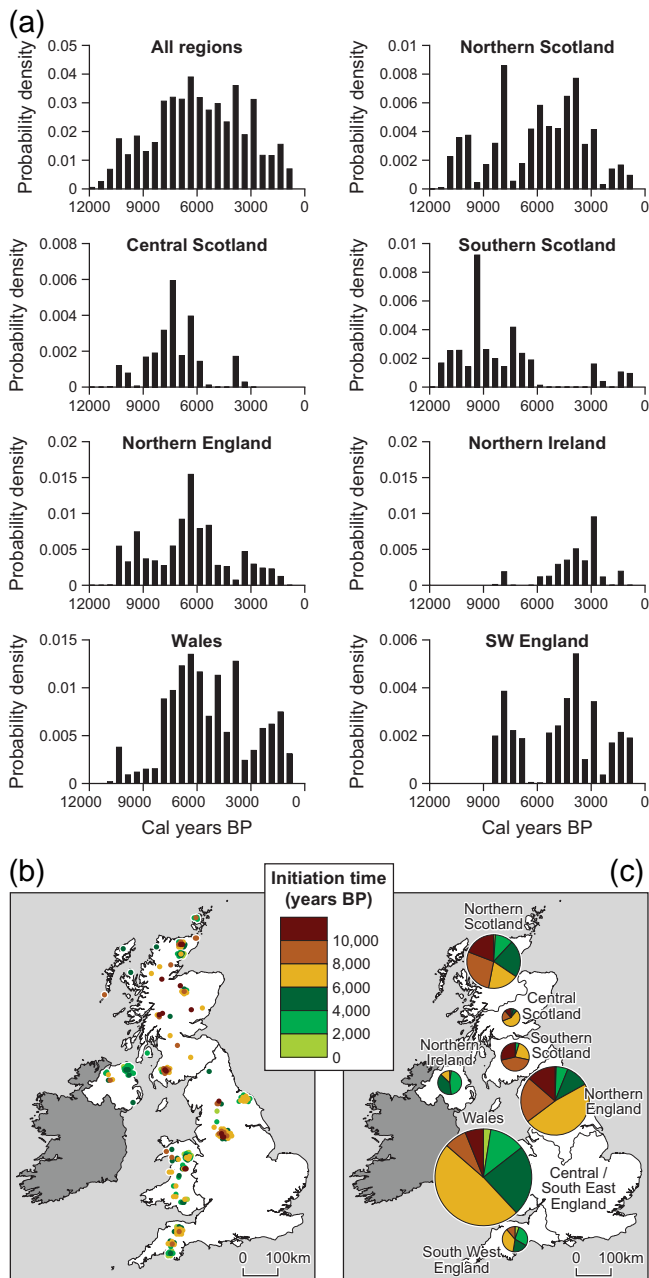 (a)
All regions
Probability density
0.05
0.04
0.03
0.02
0.01
0
12000 9000 6000 3000 0
Northern Scotland
Probability density
0.01
0.008
0.006
0.004
0.002
0
12000 9000 6000 3000 0
Central Scotland
Probability density
0.008
0.006
0.004
0.002
0
12000 9000 6000 3000 0
Southern Scotland
Probability density
0.01
0.008
0.006
0.004
0.002
0
12000 9000 6000 3000 0
Northern England
Probability density
0.02
0.015
0.01
0.005
0
12000 9000 6000 3000 0
Northern Ireland
Probability density
0.02
0.015
0.01
0.005
0
12000 9000 6000 3000 0
Wales
Probability density
0.015
0.01
0.005
0
12000 9000 6000 3000 0
Cal years BP
SW England
Probability density
0.006
0.004
0.002
0
12000 9000 6000 3000 0
Cal years BP
(b)
Initiation time
(years BP)
10,000
8,000
6,000
4,000
2,000
0
0 100km
(c)
Northern
Scotland
Central
Scotland
Southern
Scotland
Northern
Ireland
Northern
England
Wales
Central /
South East
England
South West
England
0 100km